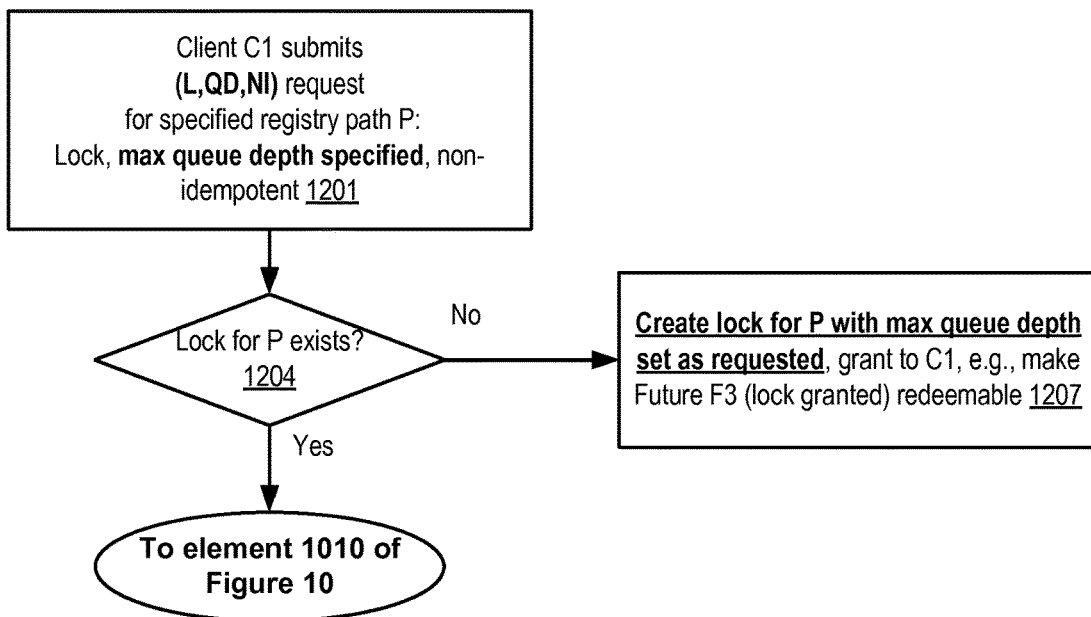 Client C1 submits
(L,QD,NI) request
for specified registry path P:
Lock, max queue depth specified, non-
idempotent 1201
Lock for P exists?
1204
No
Create lock for P with max queue depth
set as requested, grant to C1, e.g., make
Future F3 (lock granted) redeemable 1207
Yes
To element 1010 of
Figure 10